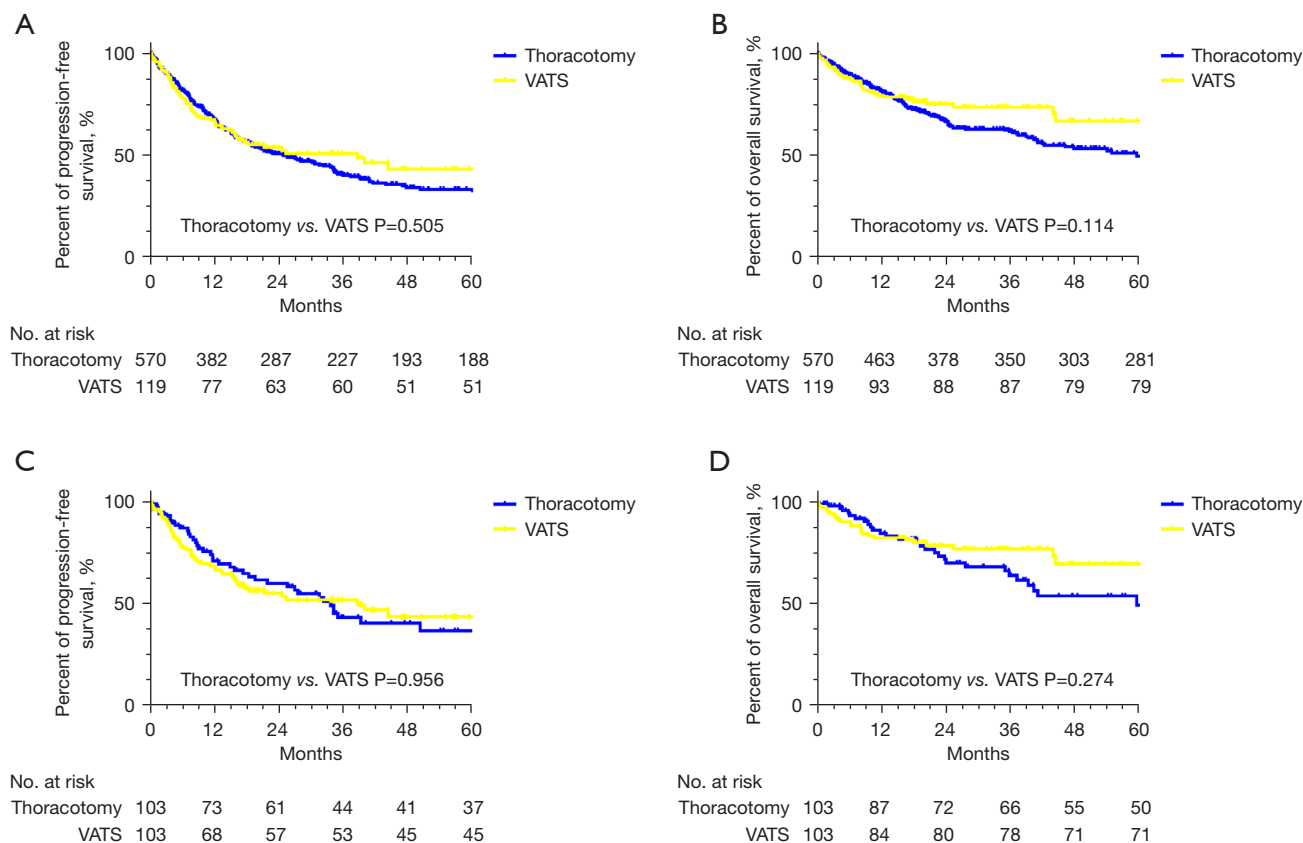 A
Percent of progression-free
survival, %
100
50
0
Thoracotomy
VATS
Thoracotomy vs. VATS P=0.505
0 12 24 36 48 60
Months
No. at risk
Thoracotomy 570 382 287 227 193 188
VATS 119 77 63 60 51 51
B
Percent of overall survival, %
100
50
0
Thoracotomy
VATS
Thoracotomy vs. VATS P=0.114
0 12 24 36 48 60
Months
No. at risk
Thoracotomy 570 463 378 350 303 281
VATS 119 93 88 87 79 79
C
Percent of progression-free
survival, %
100
50
0
Thoracotomy
VATS
Thoracotomy vs. VATS P=0.956
0 12 24 36 48 60
Months
No. at risk
Thoracotomy 103 73 61 44 41 37
VATS 103 68 57 53 45 45
D
Percent of overall survival, %
100
50
0
Thoracotomy
VATS
Thoracotomy vs. VATS P=0.274
0 12 24 36 48 60
Months
No. at risk
Thoracotomy 103 87 72 66 55 50
VATS 103 84 80 78 71 71